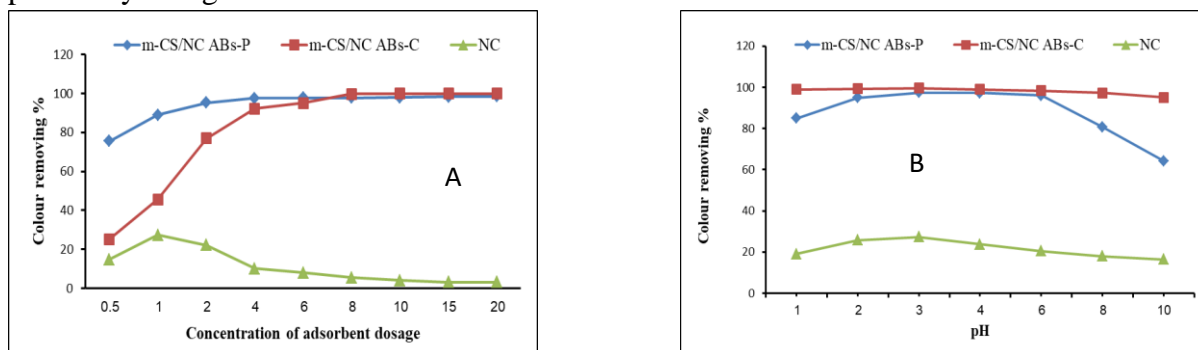 m-CS/NC ABs-P m-CS/NC ABs-C NC
120
100
80
60
40
20
0
Colour removing %
A
0.5 1 2 4 6 8 10 15 20
Concentration of adsorbent dosage
m-CS/NC ABs-P m-CS/NC ABs-C NC
120
100
80
60
40
20
0
Colour removing %
B
1 2 3 4 6 8 10
pH